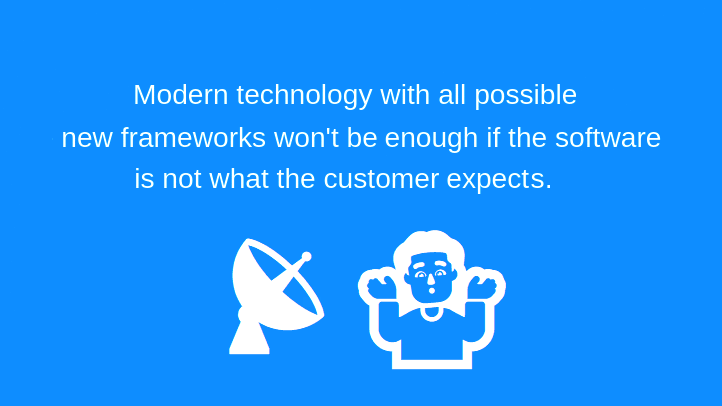 Modern technology with all possible
new frameworks won't be enough if the software
is not what the customer expects.